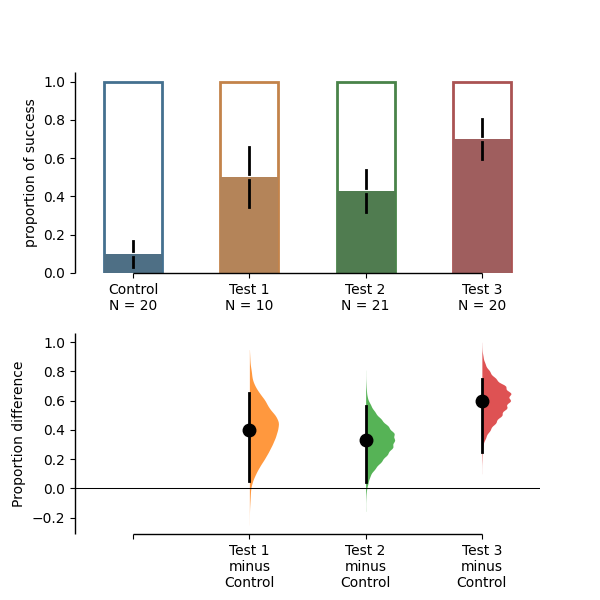 proportion of success
1.0
0.8
0.6
0.4
0.2
0.0
Control
N = 20
Test 1
N = 10
Test 2
N = 21
Test 3
N = 20
Proportion difference
1.0
0.8
0.6
0.4
0.2
0.0
−0.2
Test 1
minus
Control
Test 2
minus
Control
Test 3
minus
Control